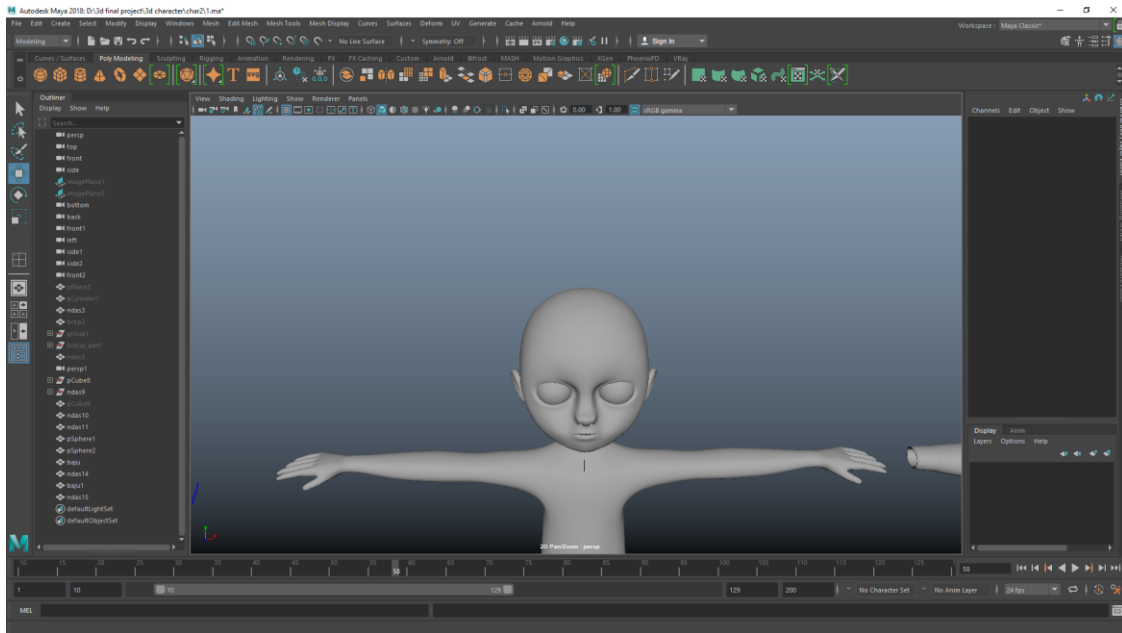 Autodesk Maya 2018: D:\3d final project\3d character\char2\1.ma*
File Edit Create Select Modify Display Windows Mesh Edit Mesh Mesh Tools Mesh Display Curves Surfaces Deform UV Generate Cache Arnold Help
Workspace : Maya Classic*
Modeling No Live Surface Symmetry: Off Sign In
Curves / Surfaces Poly Modeling Sculpting Rigging Animation Rendering FX FX Caching Custom Arnold Bifrost MASH Motion Graphics XGen PhoenixFD VRay
Outliner
Display Show Help
Search...
persp
top
front
side
imagePlane1
imagePlane2
bottom
back
front1
left
side1
side2
front2
pPlane5
pCylinder1
ndas3
group1
ndas8
persp1
pCube8
ndas9
pCube9
ndas10
ndas11
pSphere1
pSphere2
baju
ndas14
baju1
ndas15
defaultLightSet
defaultObjectSet
View Shading Lighting Show Renderer Panels
0.00 1.00 sRGB gamma
2D Pan/Zoom : persp
Channels Edit Object Show
Display Anim
Layers Options Help
10 15 20 25 30 35 40 45 50 55 58 60 65 70 75 80 85 90 95 100 105 110 115 120 125 58
1 10 10 129 129 200 No Character Set No Anim Layer 24 fps
MEL